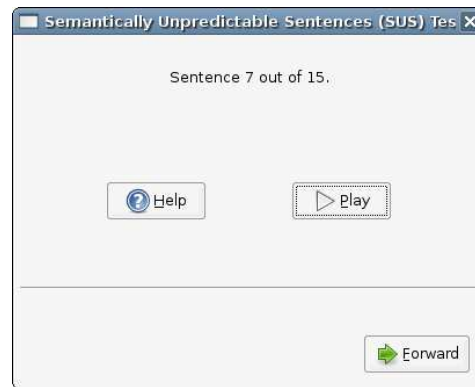 Semantically Unpredictable Sentences (SUS) Tes
Sentence 7 out of 15.
Help
Play
Forward